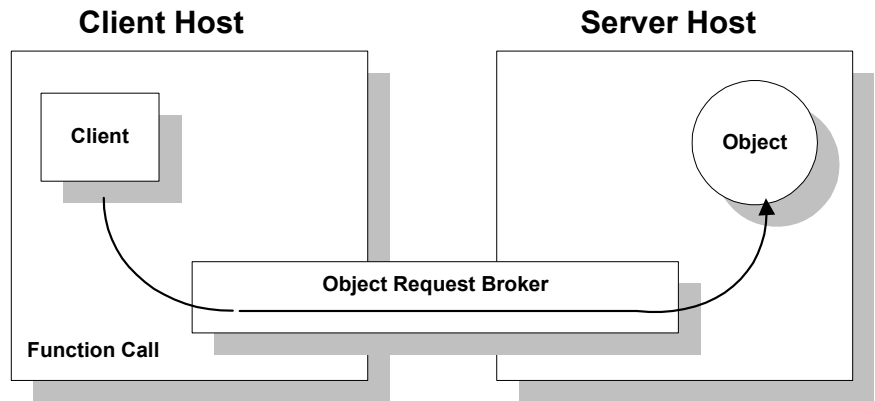 Client Host
Server Host
Client
Object
Object Request Broker
Function Call